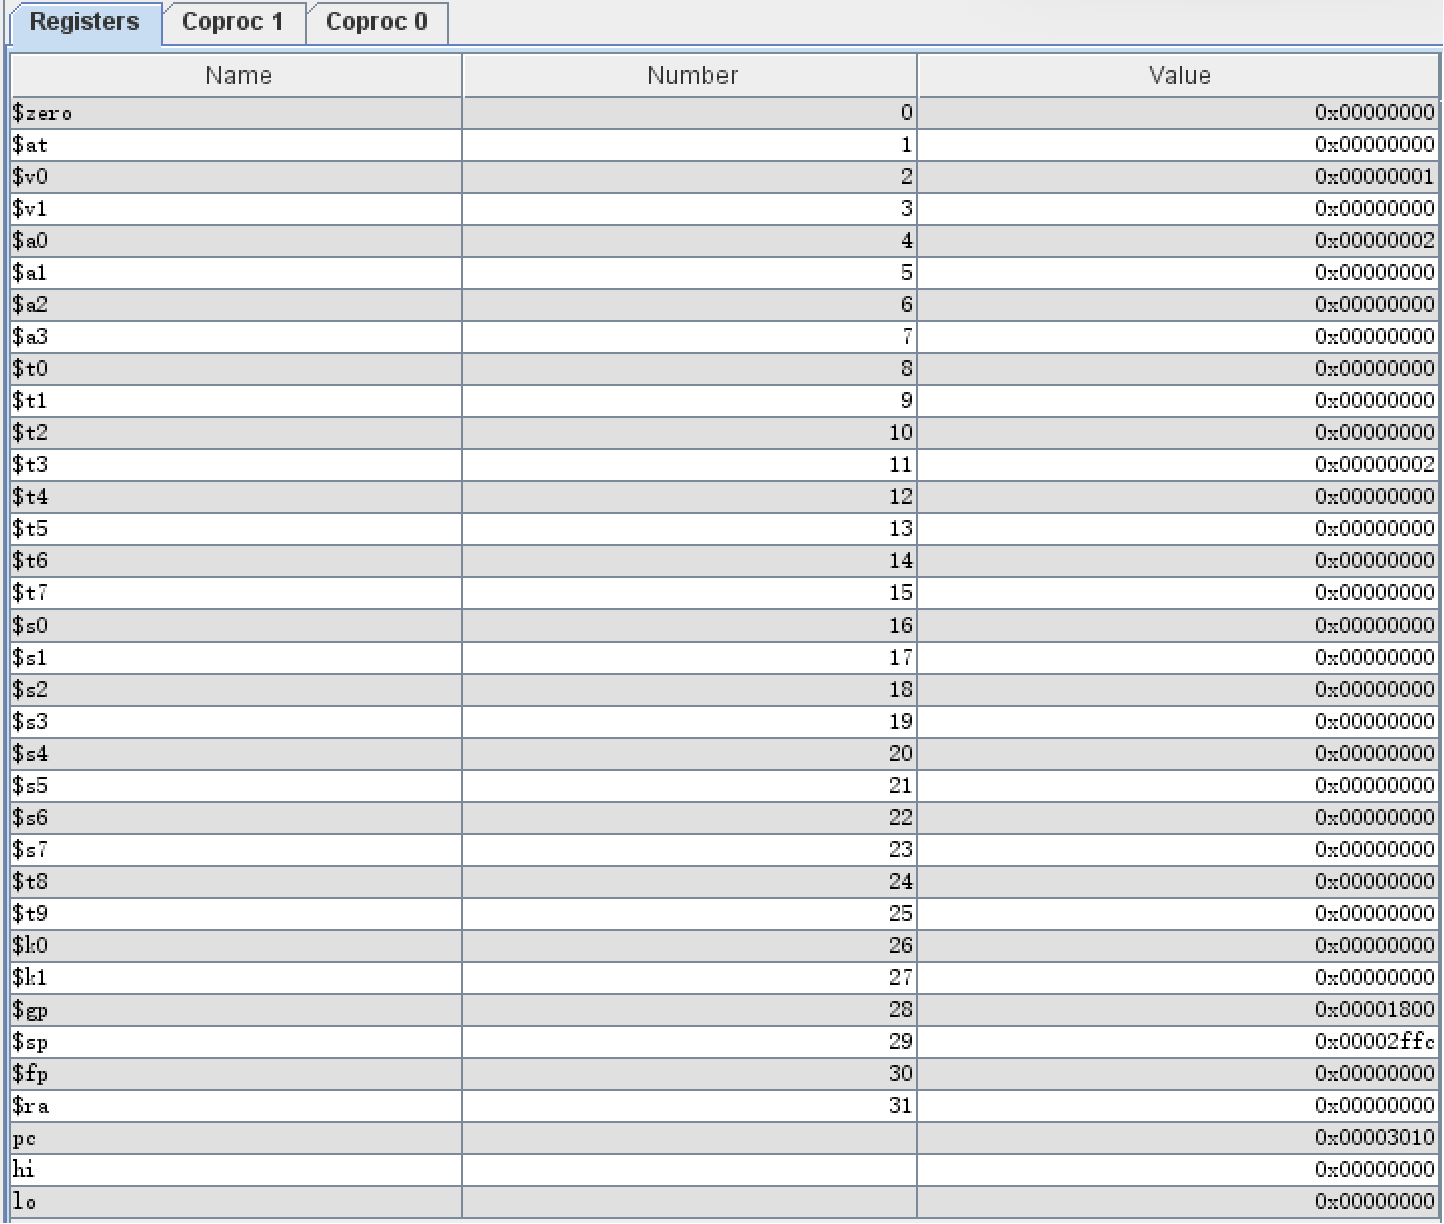 Registers Coproc 1 Coproc 0
Name Number Value
$zero 0 0x00000000
$at 1 0x00000000
$v0 2 0x00000001
$v1 3 0x00000000
$a0 4 0x00000002
$a1 5 0x00000000
$a2 6 0x00000000
$a3 7 0x00000000
$t0 8 0x00000000
$t1 9 0x00000000
$t2 10 0x00000000
$t3 11 0x00000002
$t4 12 0x00000000
$t5 13 0x00000000
$t6 14 0x00000000
$t7 15 0x00000000
$s0 16 0x00000000
$s1 17 0x00000000
$s2 18 0x00000000
$s3 19 0x00000000
$s4 20 0x00000000
$s5 21 0x00000000
$s6 22 0x00000000
$s7 23 0x00000000
$t8 24 0x00000000
$t9 25 0x00000000
$k0 26 0x00000000
$k1 27 0x00000000
$gp 28 0x00001800
$sp 29 0x00002ffc
$fp 30 0x00000000
$ra 31 0x00000000
pc 0x00003010
hi 0x00000000
lo 0x00000000